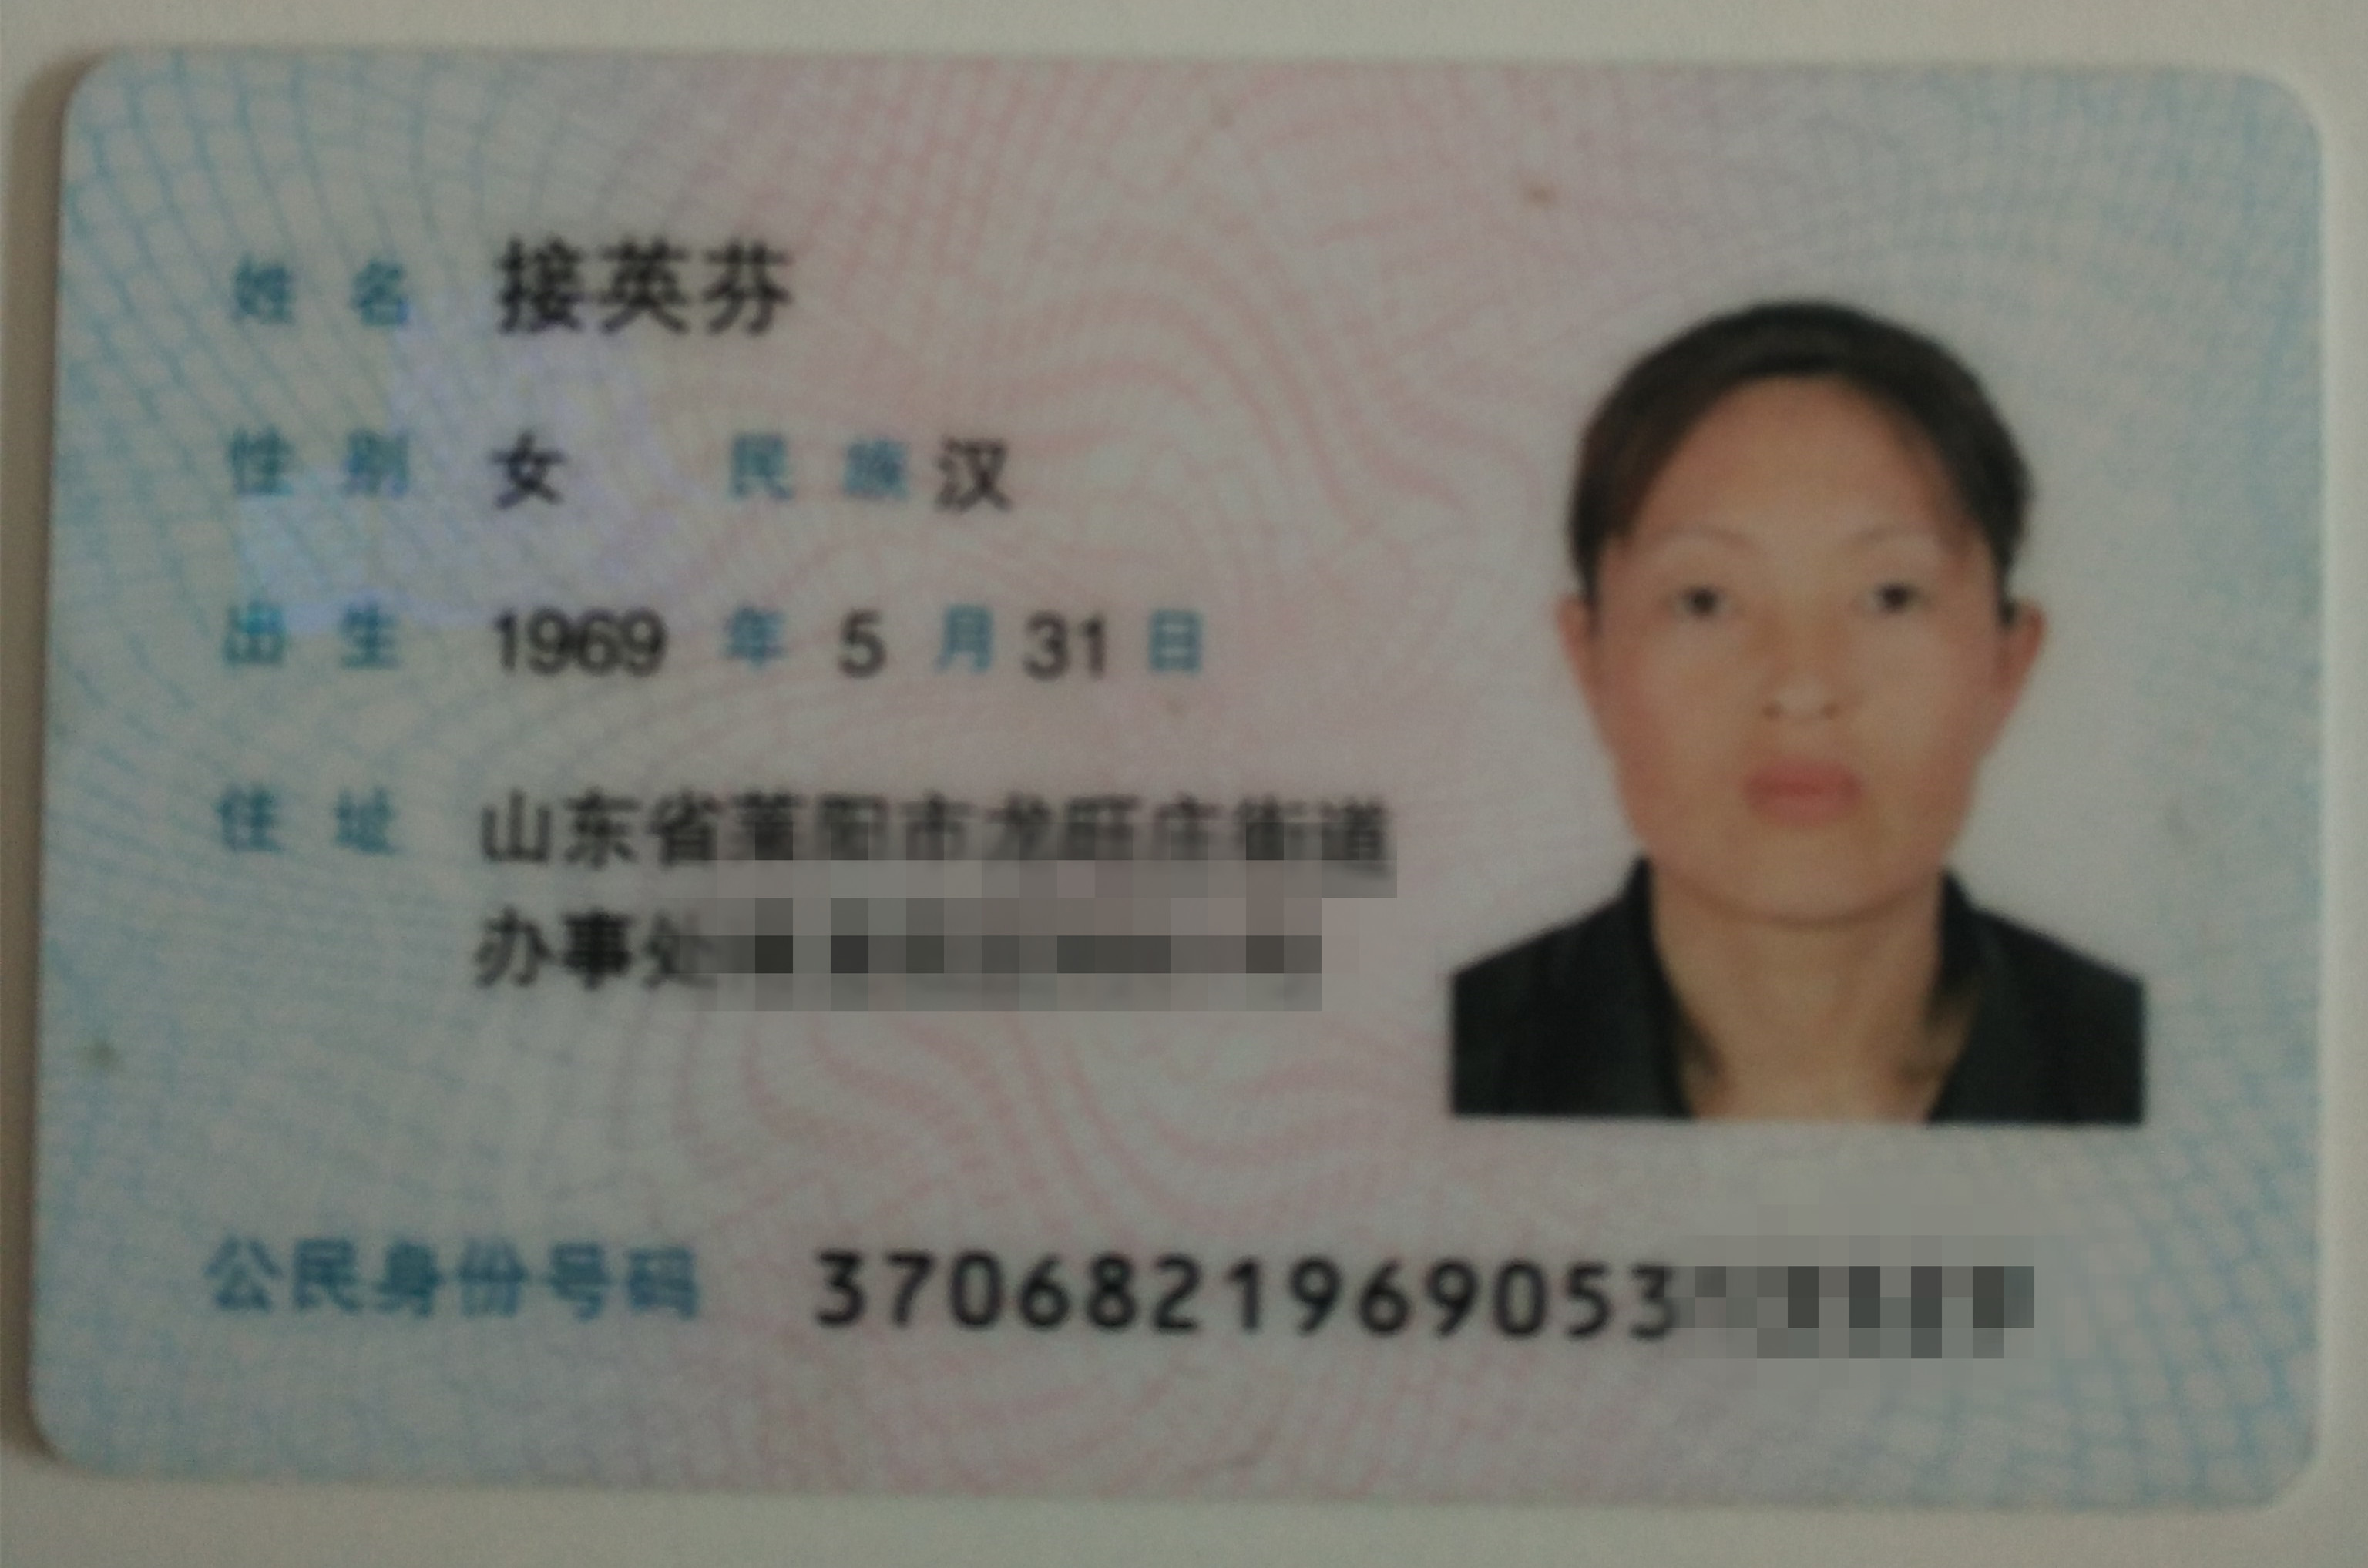 姓名 接英芬
性别 女 民族 汉
出生 1969 年 5 月 31 日
住址 山东省莱阳市龙旺庄街道
办事处
公民身份号码 3706821969053